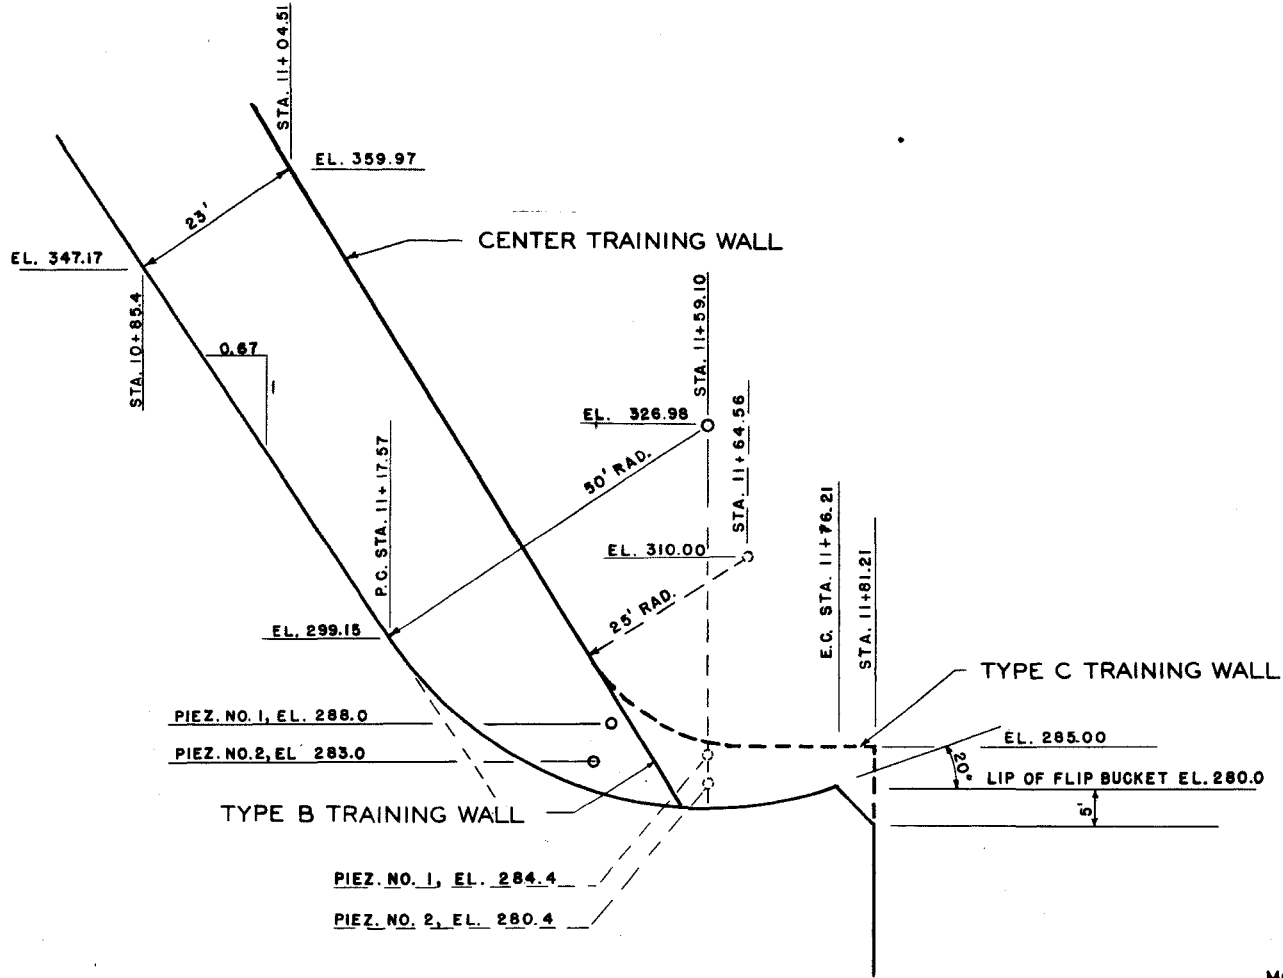 STA. 11+04.51
EL. 359.97
23'
CENTER TRAINING WALL
EL. 347.17
STA. 10+85.4
0.67
1
STA. 11+59.10
EL. 326.98
50' RAD.
STA. 11+64.56
P.C. STA. 11+17.57
EL. 310.00
25' RAD.
E.C. STA. 11+76.21
STA. 11+81.21
EL. 299.15
TYPE C TRAINING WALL
PIEZ. NO. 1, EL. 288.0
PIEZ. NO. 2, EL 283.0
EL. 285.00
20°
LIP OF FLIP BUCKET EL. 280.0
5'
TYPE B TRAINING WALL
PIEZ. NO. 1, EL. 284.4
PIEZ. NO. 2, EL. 280.4